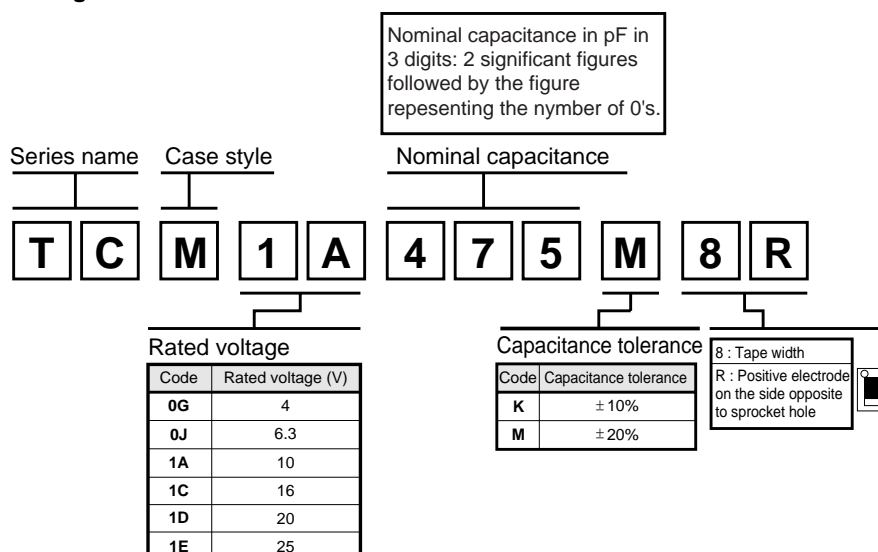 Nominal capacitance in pF in
3 digits: 2 significant figures
followed by the figure
repesenting the nymber of 0's.
Series name Case style Nominal capacitance
T C M 1 A 4 7 5 M 8 R
Rated voltage
Code Rated voltage (V)
0G 4
0J 6.3
1A 10
1C 16
1D 20
1E 25
Capacitance tolerance
Code Capacitance tolerance
K ±10%
M ±20%
8 : Tape width
R : Positive electrode
on the side opposite
to sprocket hole